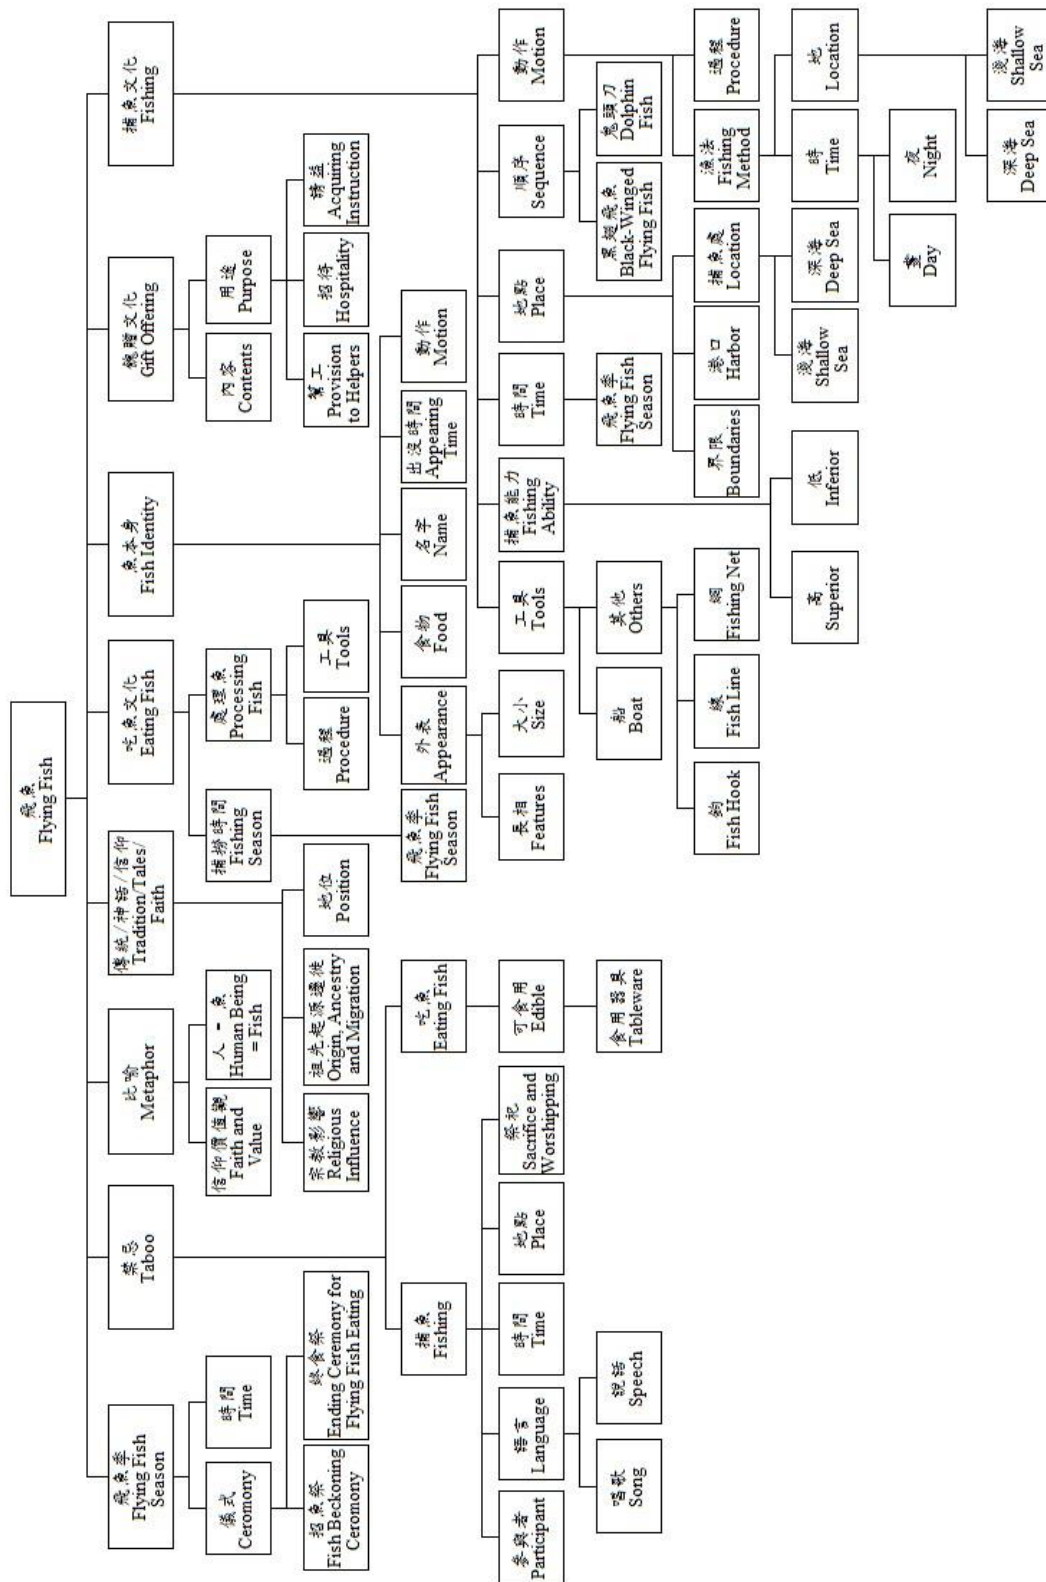 飛魚
Flying Fish
飛魚季
Flying Fish
Season
禁忌
Taboo
比喻
Metaphor
傳統/神話/信仰
Tradition/Tales/
Faith
吃魚文化
Eating Fish
魚本身
Fish Identity
餽贈文化
Gift Offering
捕魚文化
Fishing
儀式
Ceromony
時間
Time
信仰價值觀
Faith and
Value
人 - 魚
Human Being
= Fish
捕撈時間
Fishing
Season
處理魚
Processing
Fish
內容
Contents
用途
Purpose
招魚祭
Fish Beckoning
Ceromony
終食祭
Ending Ceremony for
Flying Fish Eating
宗教影響
Religious
Influence
祖先起源遷徙
Origin, Ancestry
and Migration
地位
Position
過程
Procedure
工具
Tools
幫工
Provision
to Helpers
招待
Hospitality
請益
Acquiring
Instruction
捕魚
Fishing
吃魚
Eating Fish
飛魚季
Flying Fish
Season
外表
Appearance
食物
Food
名字
Name
出沒時間
Appearing
Time
動作
Motion
參與者
Participant
語言
Language
時間
Time
地點
Place
祭祀
Sacrifice and
Worshipping
可食用
Edible
長相
Features
大小
Size
工具
Tools
捕魚能力
Fishing
Ability
時間
Time
地點
Place
順序
Sequence
動作
Motion
唱歌
Song
說話
Speech
食用器具
Tableware
船
Boat
其他
Others
飛魚季
Flying Fish
Season
黑翅飛魚
Black-Winged
Flying Fish
鬼頭刀
Dolphin
Fish
鉤
Fish Hook
線
Fish Line
網
Fishing Net
界限
Boundaries
港口
Harbor
捕魚處
Location
漁法
Fishing
Method
過程
Procedure
高
Superior
低
Inferior
淺海
Shallow
Sea
深海
Deep Sea
時
Time
地
Location
晝
Day
夜
Night
深海
Deep Sea
淺海
Shallow
Sea